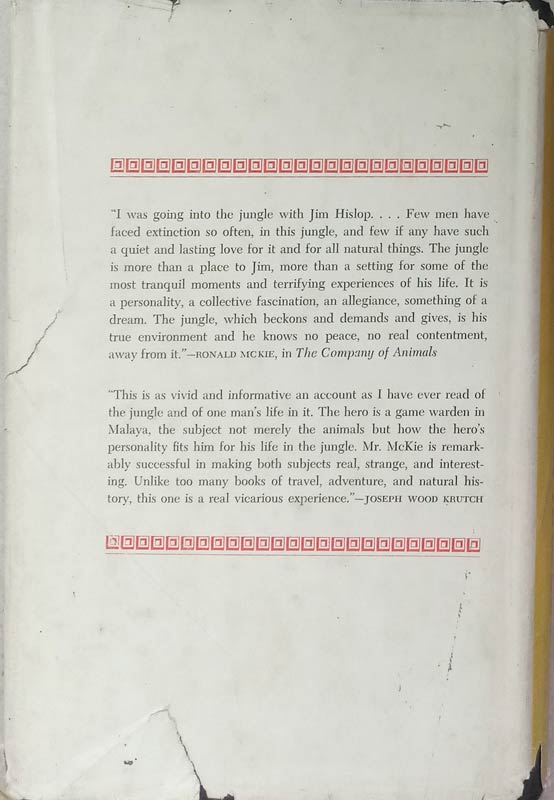 "I was going into the jungle with Jim Hislop. . . . Few men have
faced extinction so often, in this jungle, and few if any have such
a quiet and lasting love for it and for all natural things. The jungle
is more than a place to Jim, more than a setting for some of the
most tranquil moments and terrifying experiences of his life. It is
a personality, a collective fascination, an allegiance, something of a
dream. The jungle, which beckons and demands and gives, is his
true environment and he knows no peace, no real contentment,
away from it."—RONALD MCKIE, in The Company of Animals
"This is as vivid and informative an account as I have ever read of
the jungle and of one man's life in it. The hero is a game warden in
Malaya, the subject not merely the animals but how the hero's
personality fits him for his life in the jungle. Mr. McKie is remark-
ably successful in making both subjects real, strange, and interest-
ing. Unlike too many books of travel, adventure, and natural his-
tory, this one is a real vicarious experience."—JOSEPH WOOD KRUTCH